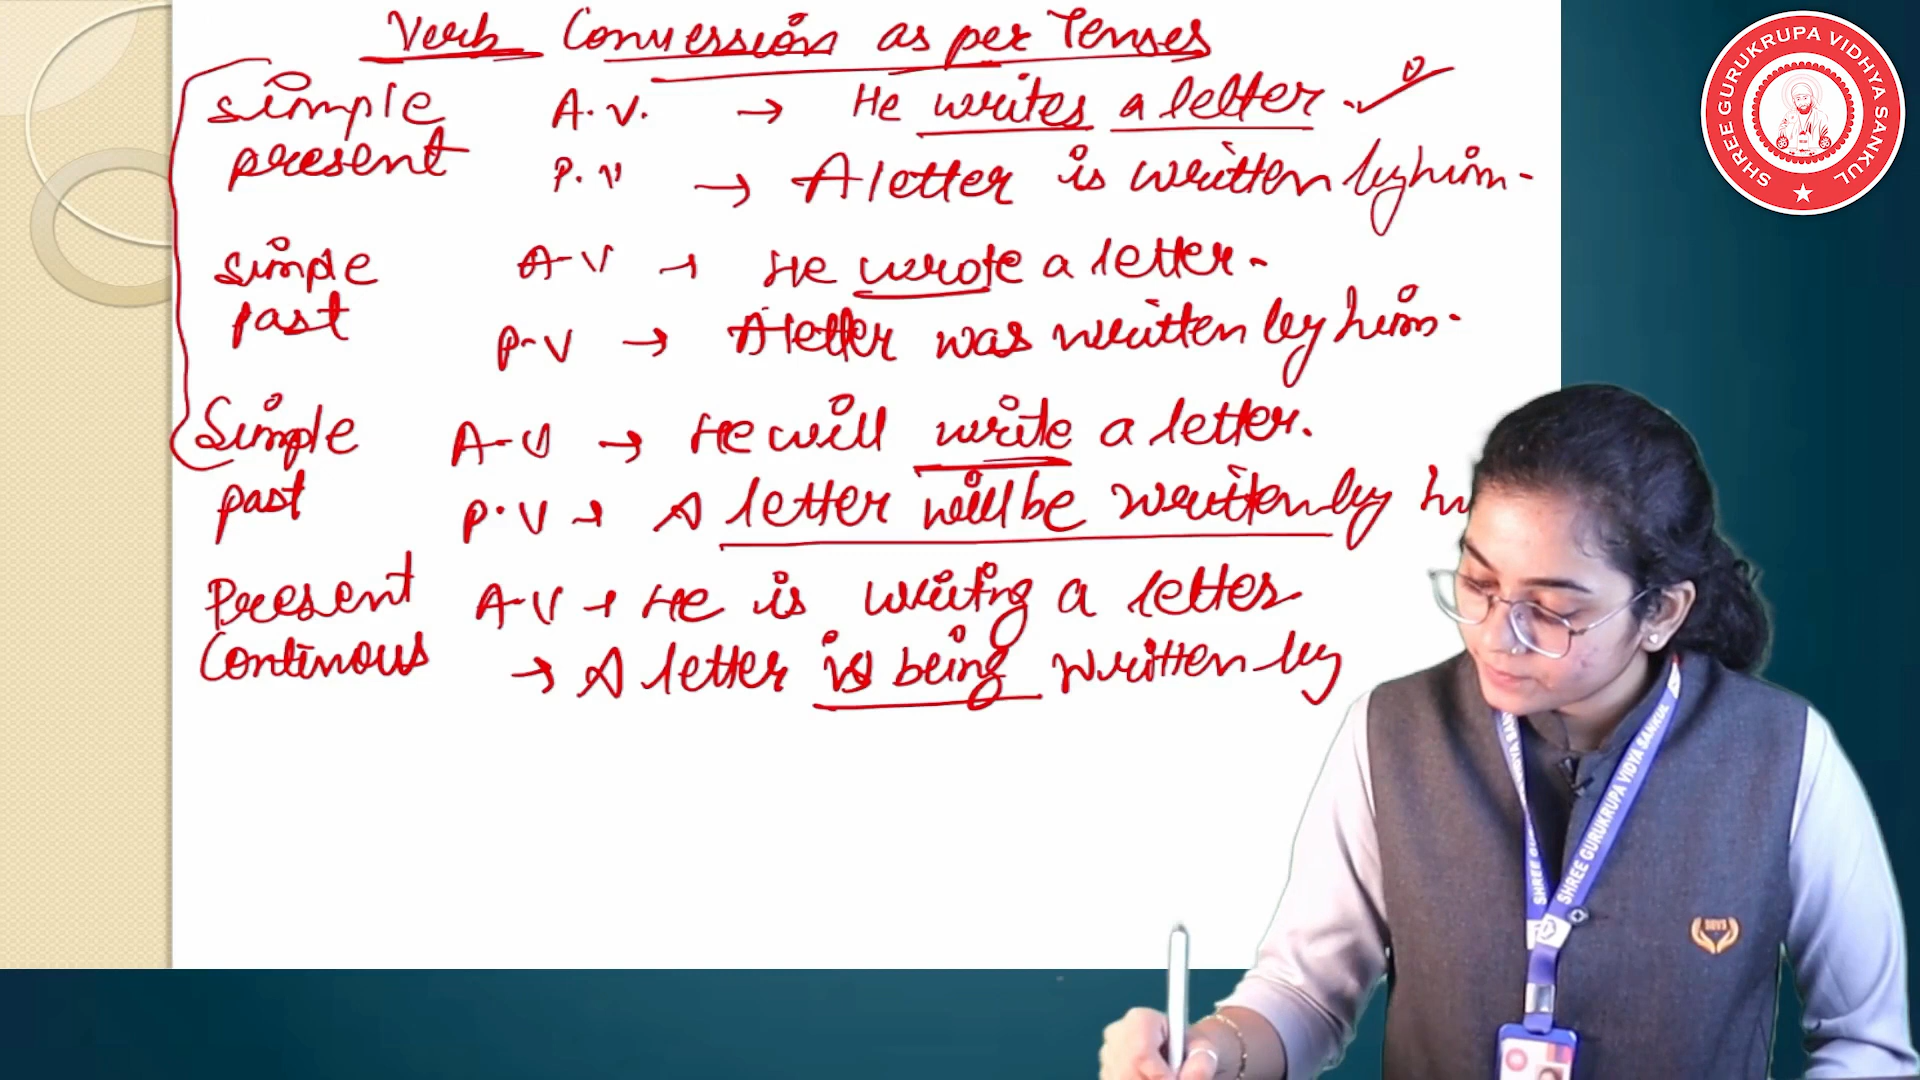 Verb Conversion as per Tenses
Simple present A.V. → He writes a letter.
P.V → A letter is written by him.
Simple past A-V → He wrote a letter.
P-V → A letter was written by him.
Simple past A-V → He will write a letter.
P.V → A letter will be written by
Present Continous A-V → He is writing a letter
→ A letter is being written by
SHREE GURUKRUPA VIDHYA SANKUL
SHREE GURUKRUPA VIDYA SANKUL